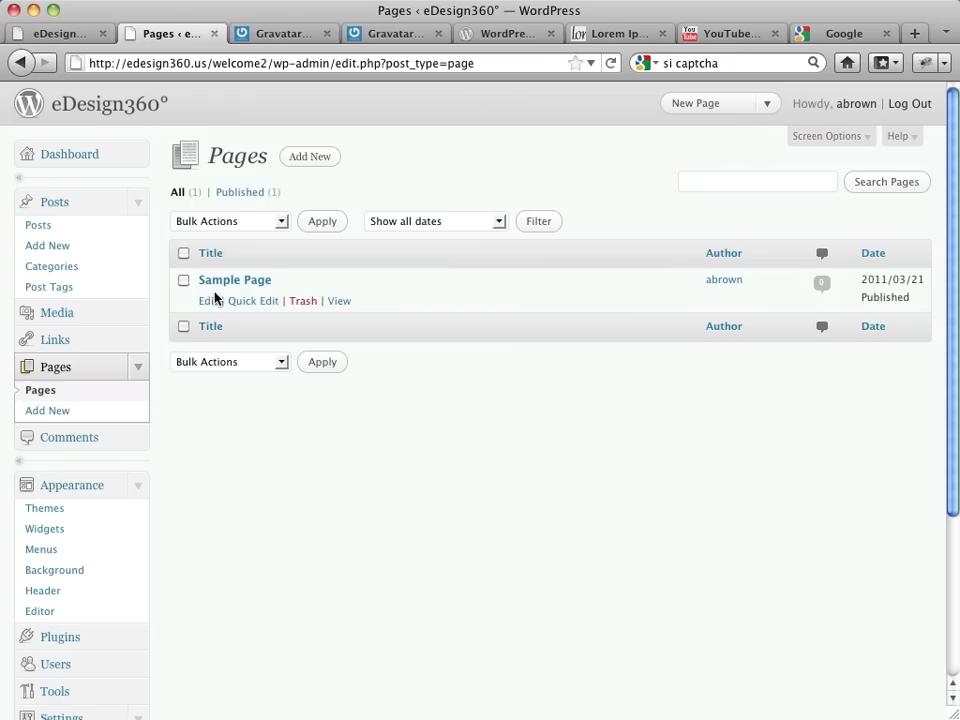 Pages ‹ eDesign360° — WordPress
eDesign... Pages ‹ e... Gravatar... Gravatar... WordPre... Lorem Ip... YouTube... Google
http://edesign360.us/welcome2/wp-admin/edit.php?post_type=page si captcha
eDesign360° New Page Howdy, abrown | Log Out
Screen Options Help
Dashboard
Posts
Posts
Add New
Categories
Post Tags
Media
Links
Pages
Pages
Add New
Comments
Appearance
Themes
Widgets
Menus
Background
Header
Editor
Plugins
Users
Tools
Settings
Pages Add New
All (1) | Published (1)
Search Pages
Bulk Actions Apply Show all dates Filter
Title Author Date
Sample Page abrown 0 2011/03/21
Edit | Quick Edit | Trash | View Published
Title Author Date
Bulk Actions Apply